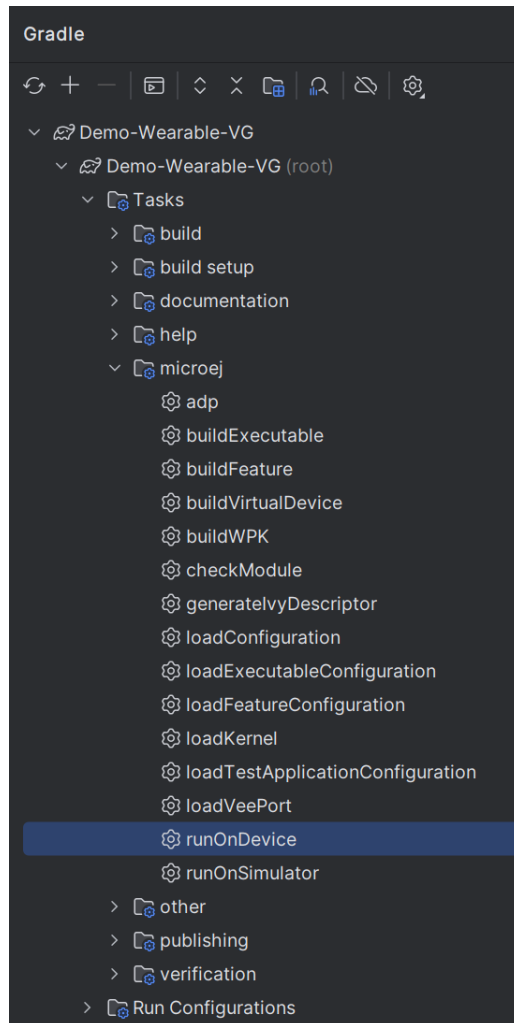 Gradle
Demo-Wearable-VG
Demo-Wearable-VG (root)
Tasks
build
build setup
documentation
help
microej
adp
buildExecutable
buildFeature
buildVirtualDevice
buildWPK
checkModule
generateIvyDescriptor
loadConfiguration
loadExecutableConfiguration
loadFeatureConfiguration
loadKernel
loadTestApplicationConfiguration
loadVeePort
runOnDevice
runOnSimulator
other
publishing
verification
Run Configurations